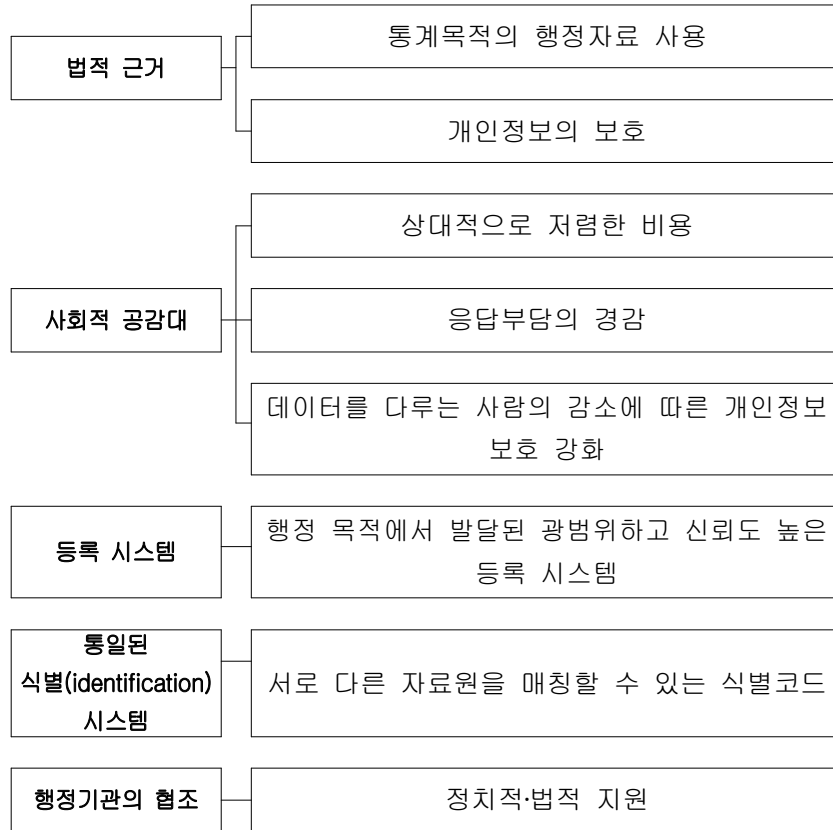 통계목적의 행정자료 사용
법적 근거
개인정보의 보호
상대적으로 저렴한 비용
사회적 공감대
응답부담의 경감
데이터를 다루는 사람의 감소에 따른 개인정보
보호 강화
등록 시스템
행정 목적에서 발달된 광범위하고 신뢰도 높은
등록 시스템
통일된
식별(identification)
시스템
서로 다른 자료원을 매칭할 수 있는 식별코드
행정기관의 협조
정치적·법적 지원